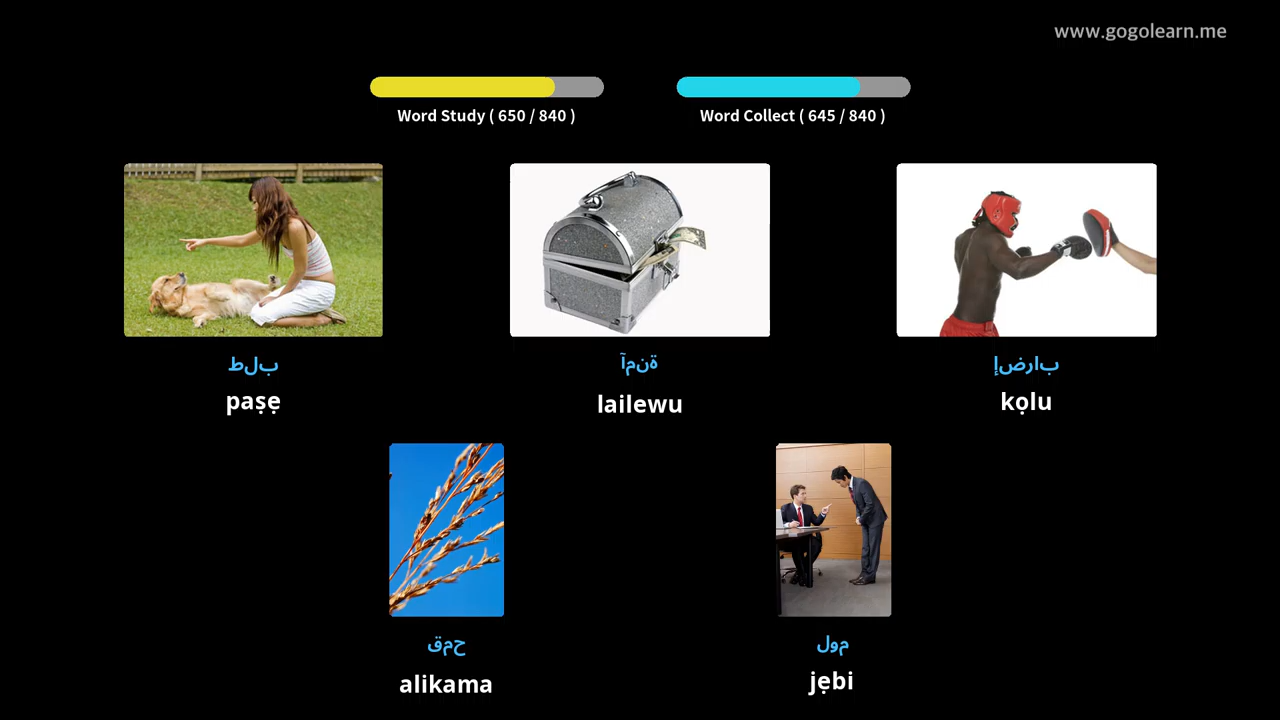 www.gogolearn.me
Word Study ( 650 / 840 )
Word Collect ( 645 / 840 )
طلب
آمنة
إضراب
paṣẹ
lailewu
kọlu
قمح
لوم
alikama
jẹbi